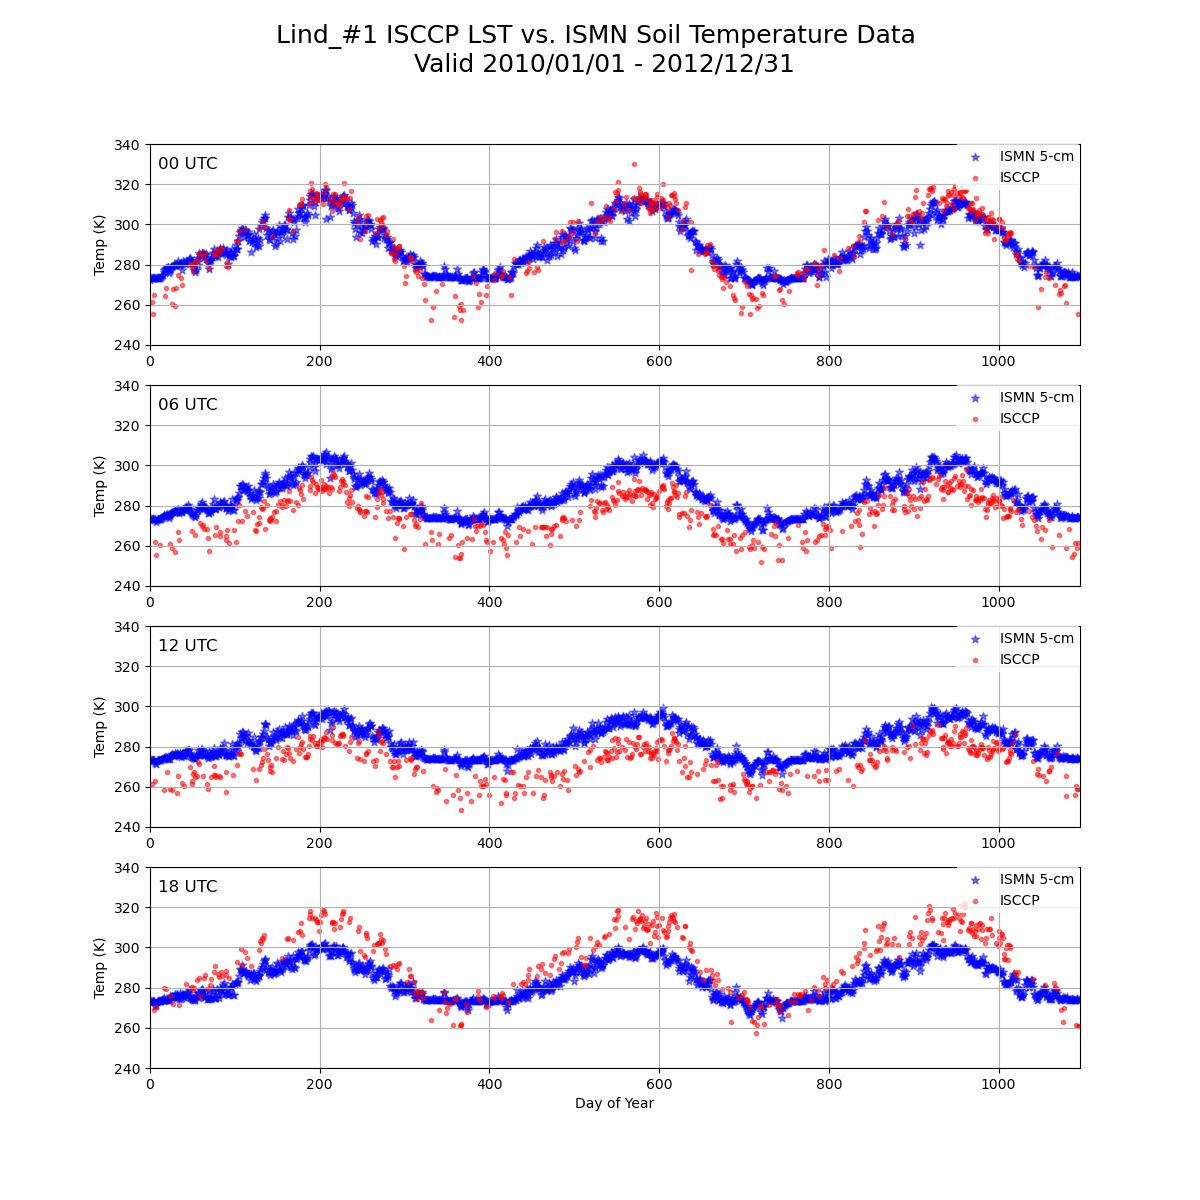 Lind_#1 ISCCP LST vs. ISMN Soil Temperature Data
Valid 2010/01/01 - 2012/12/31
340
320
300
280
260
240
Temp (K)
00 UTC
ISMN 5-cm
ISCCP
0 200 400 600 800 1000
340
320
300
280
260
240
Temp (K)
06 UTC
ISMN 5-cm
ISCCP
0 200 400 600 800 1000
340
320
300
280
260
240
Temp (K)
12 UTC
ISMN 5-cm
ISCCP
0 200 400 600 800 1000
340
320
300
280
260
240
Temp (K)
18 UTC
ISMN 5-cm
ISCCP
0 200 400 600 800 1000
Day of Year